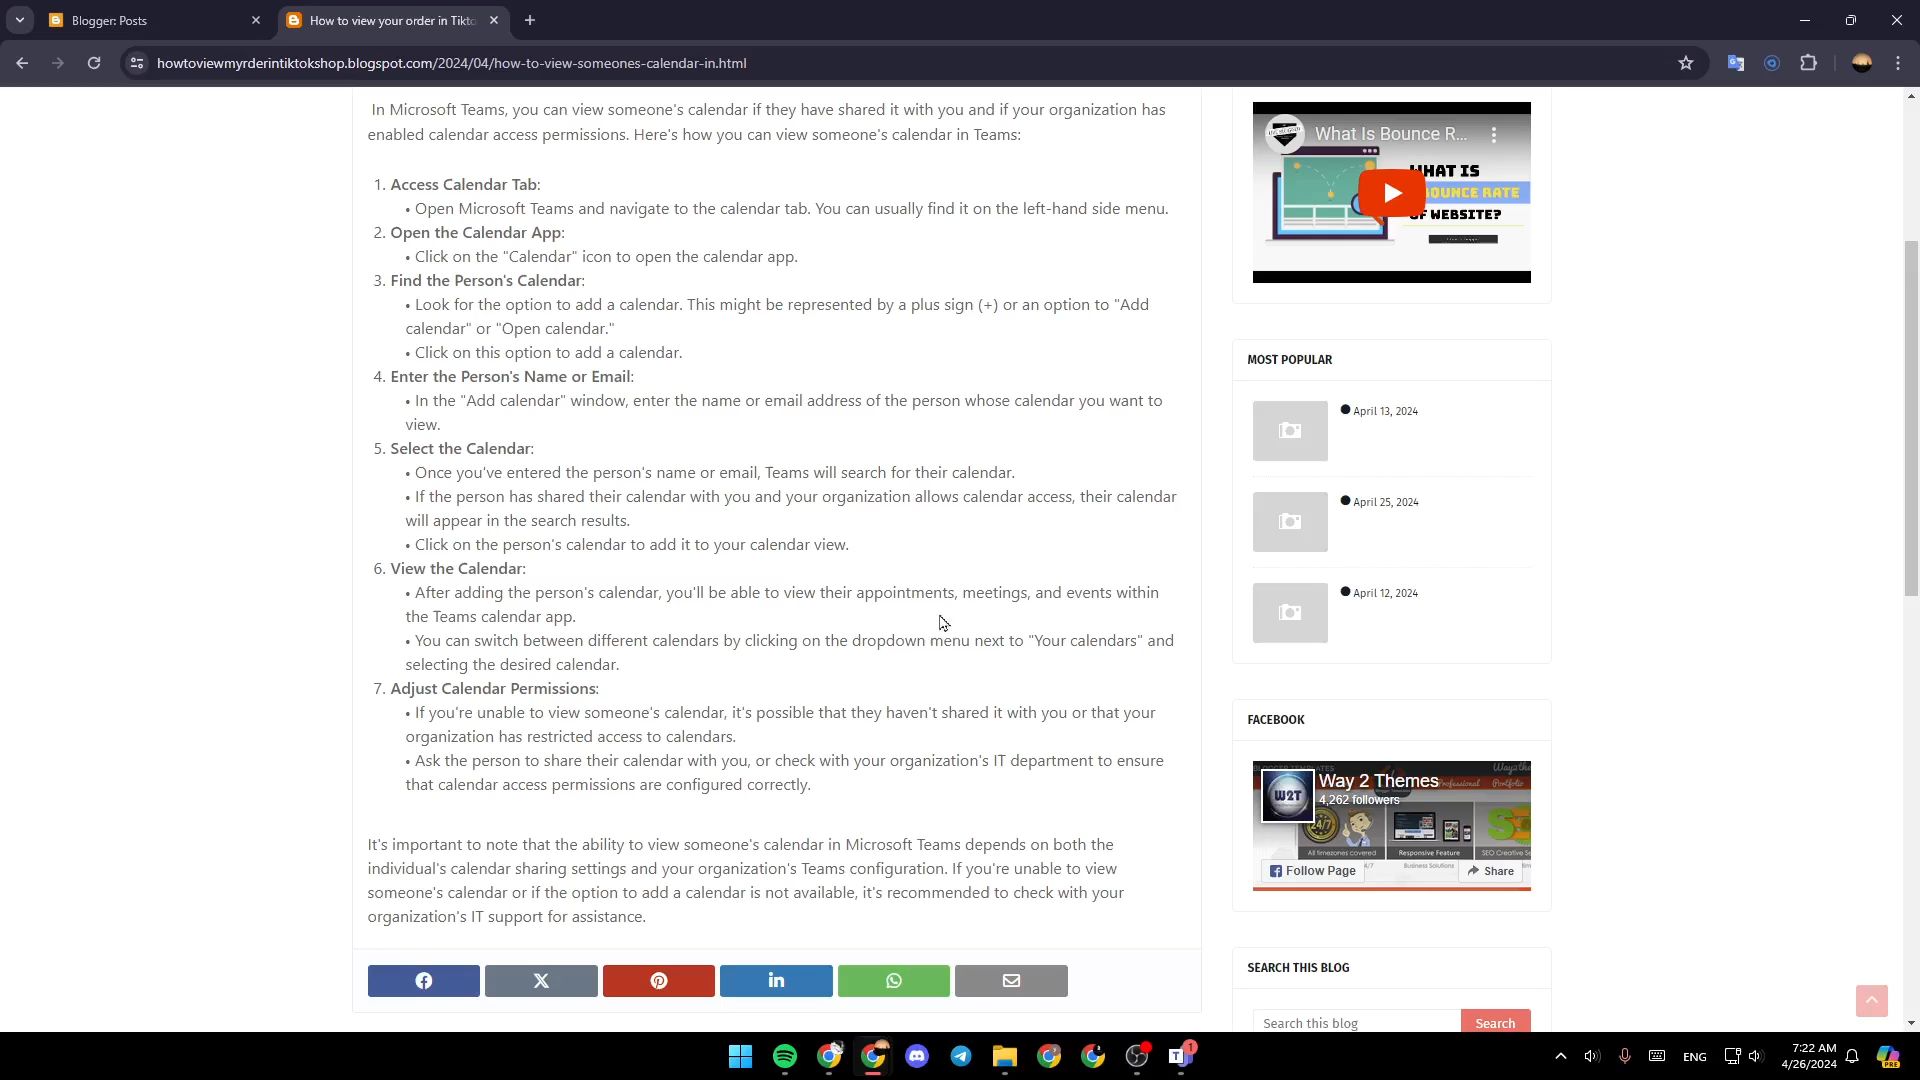 Blogger: Posts
How to view your order in Tikto
howtoviewmyrderintiktokshop.blogspot.com/2024/04/how-to-view-someones-calendar-in.html
In Microsoft Teams, you can view someone's calendar if they have shared it with you and if your organization has
enabled calendar access permissions. Here's how you can view someone's calendar in Teams:
1. Access Calendar Tab:
• Open Microsoft Teams and navigate to the calendar tab. You can usually find it on the left-hand side menu.
2. Open the Calendar App:
• Click on the "Calendar" icon to open the calendar app.
3. Find the Person's Calendar:
• Look for the option to add a calendar. This might be represented by a plus sign (+) or an option to "Add
calendar" or "Open calendar."
• Click on this option to add a calendar.
4. Enter the Person's Name or Email:
• In the "Add calendar" window, enter the name or email address of the person whose calendar you want to
view.
5. Select the Calendar:
• Once you've entered the person's name or email, Teams will search for their calendar.
• If the person has shared their calendar with you and your organization allows calendar access, their calendar
will appear in the search results.
• Click on the person's calendar to add it to your calendar view.
6. View the Calendar:
• After adding the person's calendar, you'll be able to view their appointments, meetings, and events within
the Teams calendar app.
• You can switch between different calendars by clicking on the dropdown menu next to "Your calendars" and
selecting the desired calendar.
7. Adjust Calendar Permissions:
• If you're unable to view someone's calendar, it's possible that they haven't shared it with you or that your
organization has restricted access to calendars.
• Ask the person to share their calendar with you, or check with your organization's IT department to ensure
that calendar access permissions are configured correctly.
It's important to note that the ability to view someone's calendar in Microsoft Teams depends on both the
individual's calendar sharing settings and your organization's Teams configuration. If you're unable to view
someone's calendar or if the option to add a calendar is not available, it's recommended to check with your
organization's IT support for assistance.
What Is Bounce R...
WHAT IS
BOUNCE RATE
OF WEBSITE?
MOST POPULAR
April 13, 2024
April 25, 2024
April 12, 2024
FACEBOOK
Way 2 Themes
4,262 followers
W2T
24/7
All timezones covered
Responsive Feature
Follow Page
Share
SEARCH THIS BLOG
Search this blog
Search
1
ENG
7:22 AM
4/26/2024
PRE